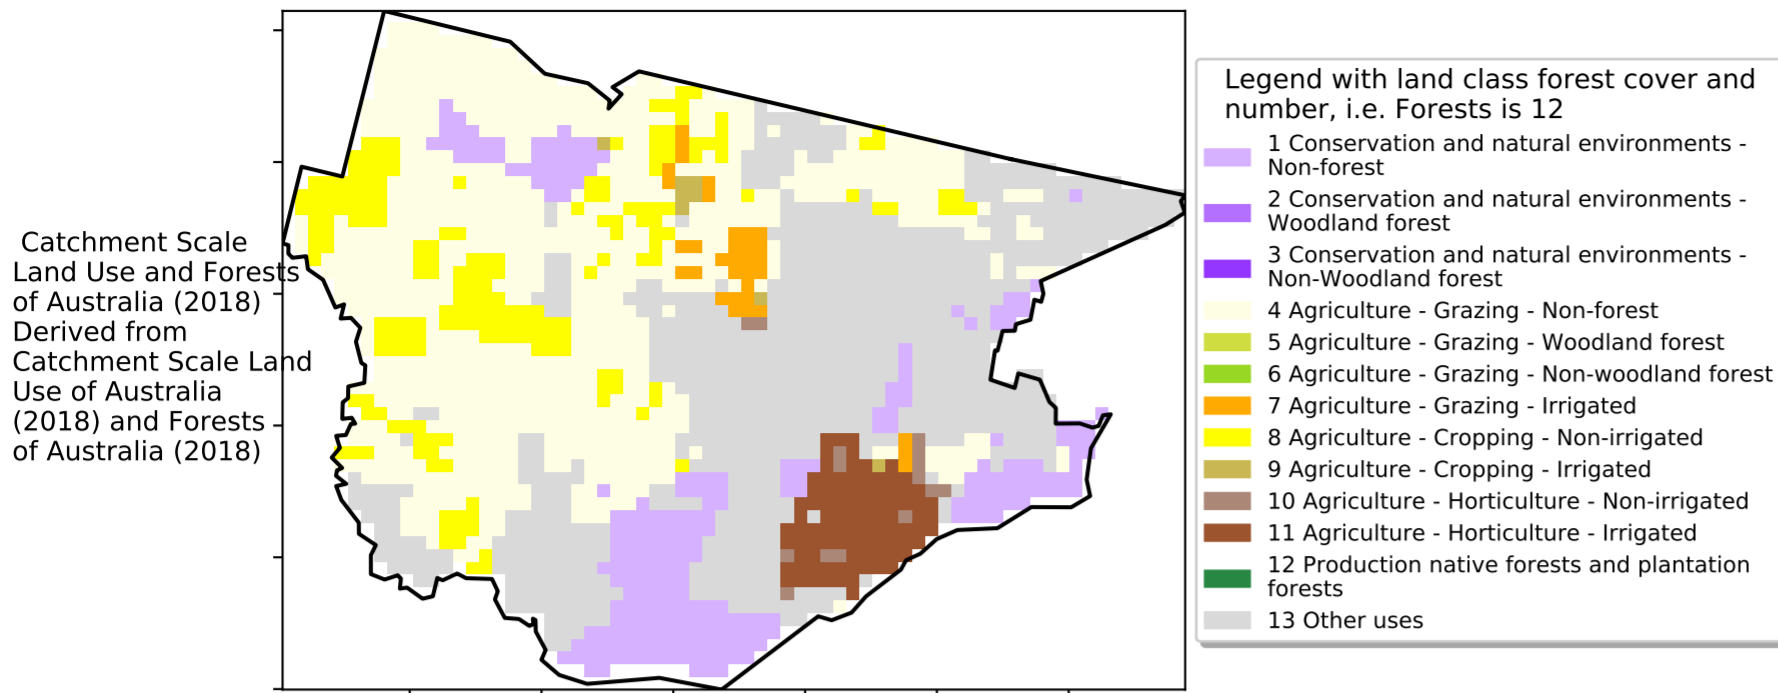 Catchment Scale
Land Use and Forests
of Australia (2018)
Derived from
Catchment Scale Land
Use of Australia
(2018) and Forests
of Australia (2018)
Legend with land class forest cover and
number, i.e. Forests is 12
1 Conservation and natural environments -
Non-forest
2 Conservation and natural environments -
Woodland forest
3 Conservation and natural environments -
Non-Woodland forest
4 Agriculture - Grazing - Non-forest
5 Agriculture - Grazing - Woodland forest
6 Agriculture - Grazing - Non-woodland forest
7 Agriculture - Grazing - Irrigated
8 Agriculture - Cropping - Non-irrigated
9 Agriculture - Cropping - Irrigated
10 Agriculture - Horticulture - Non-irrigated
11 Agriculture - Horticulture - Irrigated
12 Production native forests and plantation
forests
13 Other uses